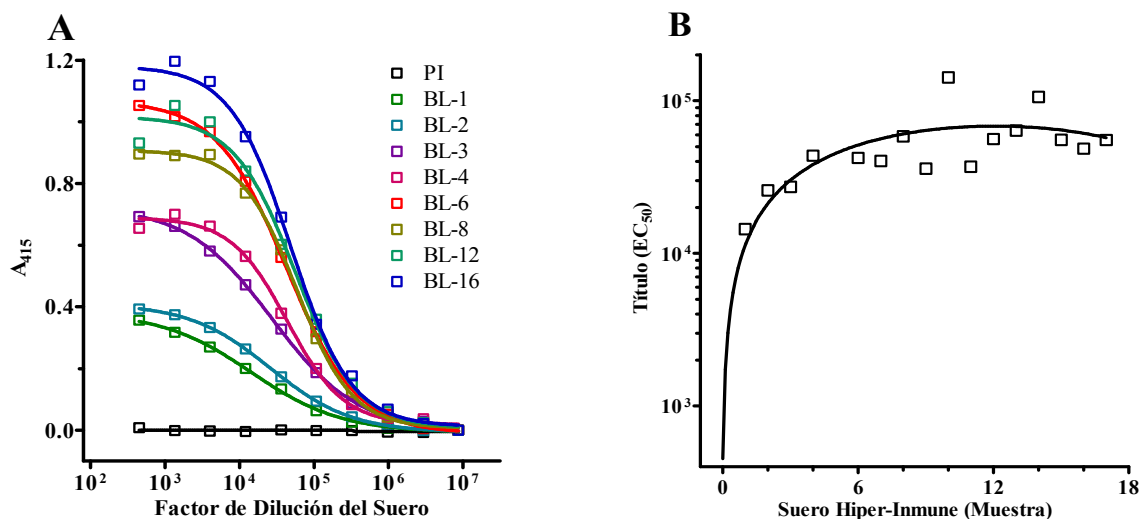 A
1.2
0.8
0.4
0.0
A415
10² 10³ 10⁴ 10⁵ 10⁶ 10⁷
Factor de Dilución del Suero
PI
BL-1
BL-2
BL-3
BL-4
BL-6
BL-8
BL-12
BL-16
B
10⁵
10⁴
10³
Título (EC50)
0 6 12 18
Suero Hiper-Inmune (Muestra)